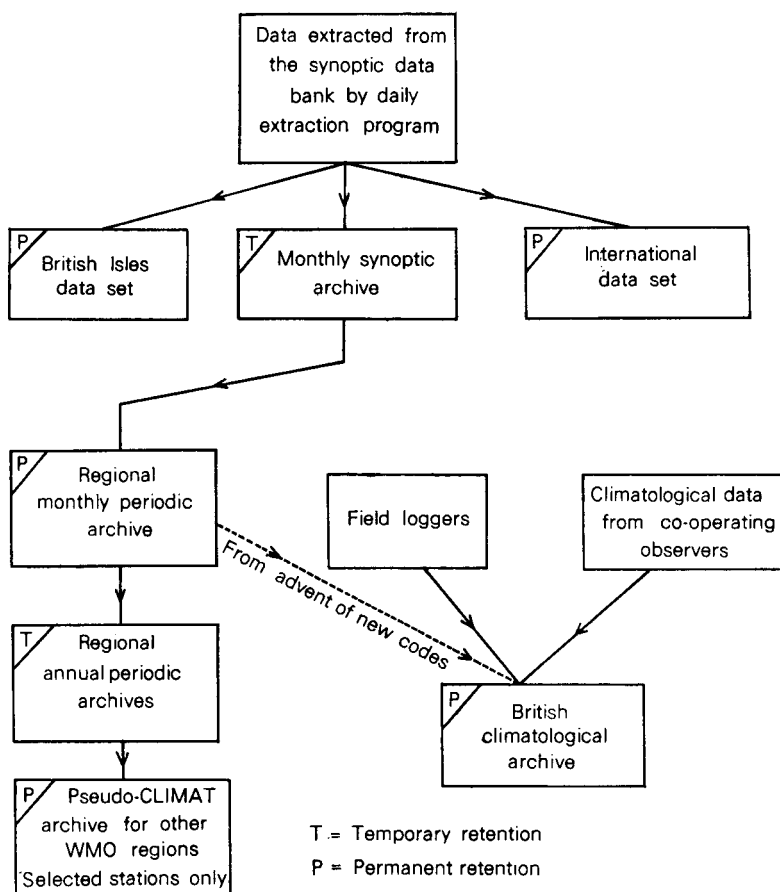 Data extracted from
the synoptic data
bank by daily
extraction program
P
British Isles
data set
T
Monthly synoptic
archive
P
International
data set
P
Regional
monthly periodic
archive
Field loggers
Climatological data
from co-operating
observers
From advent of new codes
T
Regional
annual periodic
archives
P
British
climatological
archive
P
Pseudo-CLIMAT
archive for other
WMO regions
Selected stations only.
T = Temporary retention
P = Permanent retention